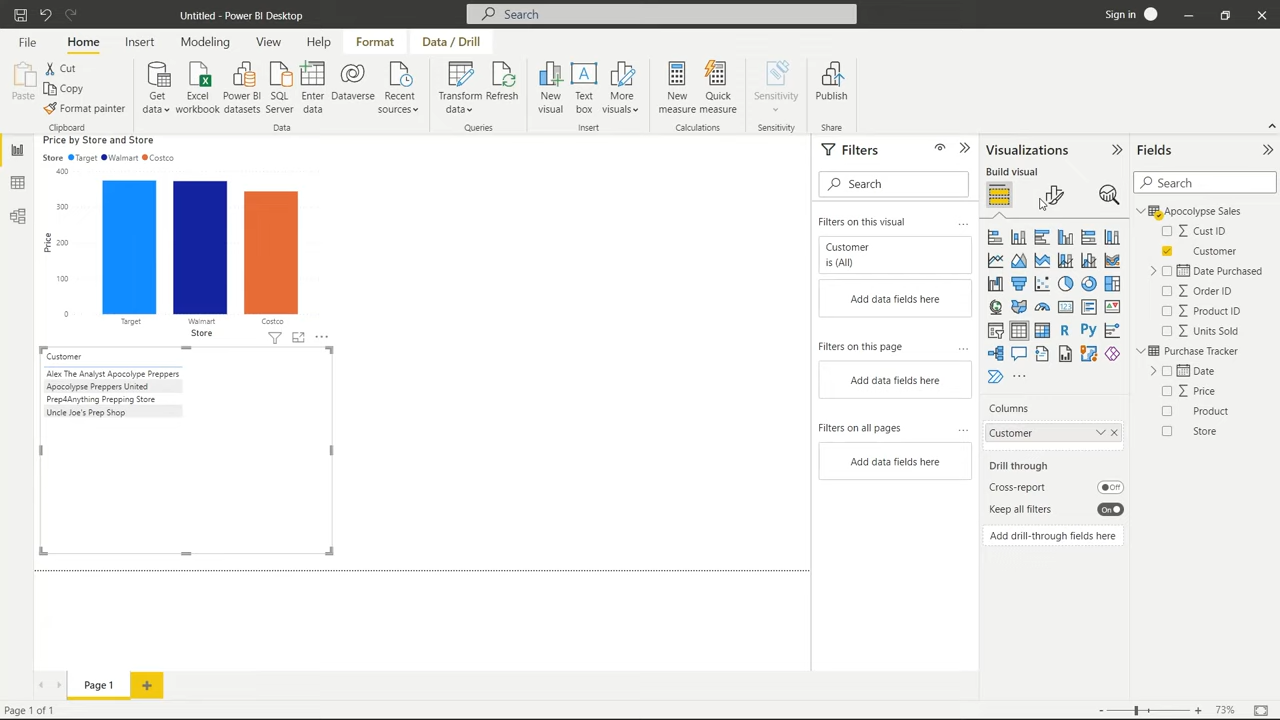 Untitled - Power BI Desktop
Search
Sign in
File
Home
Insert
Modeling
View
Help
Format
Data / Drill
Paste
Cut
Copy
Format painter
Clipboard
Get data
Excel workbook
Power BI datasets
SQL Server
Enter data
Dataverse
Recent sources
Data
Transform data
Refresh
Queries
New visual
Text box
More visuals
Insert
New measure
Quick measure
Calculations
Sensitivity
Sensitivity
Publish
Share
Price by Store and Store
Store Target Walmart Costco
400
300
200
100
0
Price
Target
Walmart
Costco
Store
Customer
Alex The Analyst Apocolype Preppers
Apocolypse Preppers United
Prep4Anything Prepping Store
Uncle Joe's Prep Shop
Filters
Search
Filters on this visual
...
Customer
is (All)
Add data fields here
Filters on this page
...
Add data fields here
Filters on all pages
...
Add data fields here
Visualizations
Build visual
R
Py
123
...
Columns
Customer
Drill through
Cross-report
Off
Keep all filters
On
Add drill-through fields here
Fields
Search
Apocolypse Sales
Cust ID
Customer
Date Purchased
Order ID
Product ID
Units Sold
Purchase Tracker
Date
Price
Product
Store
Page 1
Page 1 of 1
73%